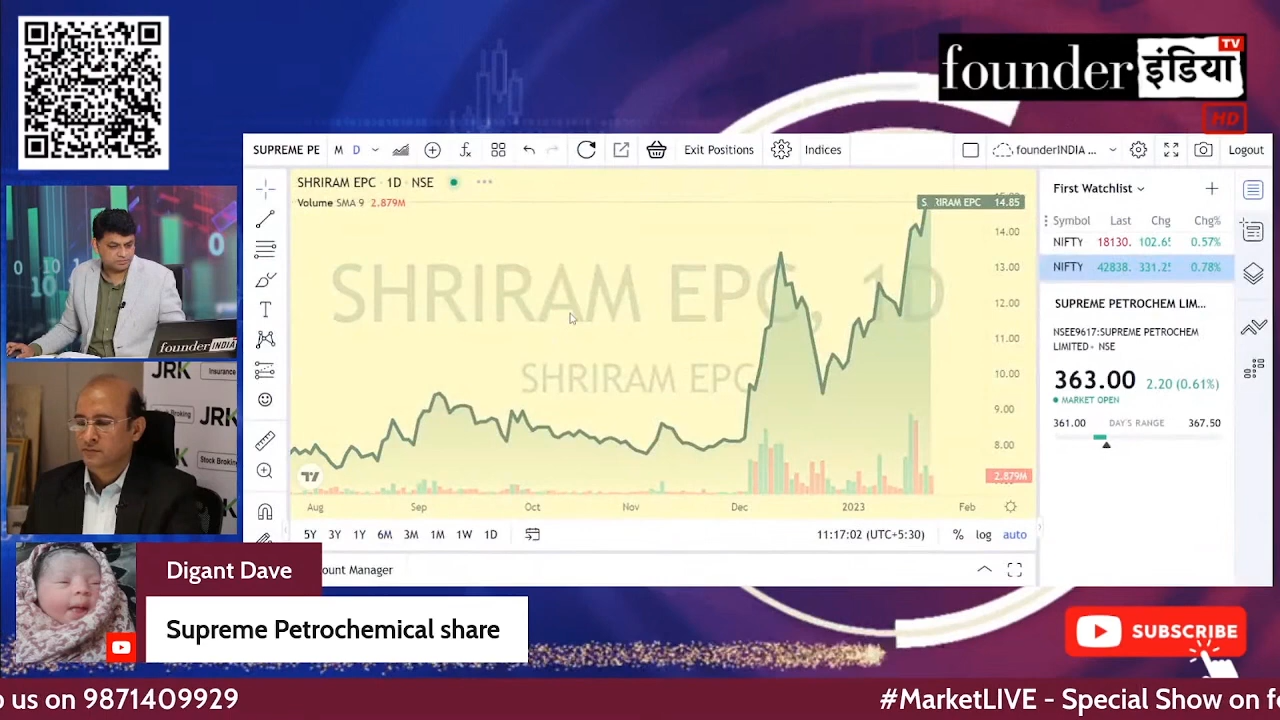 TV
founder इंडिया
HD
SUPREME PE M D Exit Positions Indices founderINDIA ... Logout
SHRIRAM EPC · 1D · NSE
Volume SMA 9 2.879M
RIRAM EPC 14.85
14.00
13.00
12.00
11.00
10.00
9.00
8.00
2.879M
SHRIRAM EPC, 1D
SHRIRAM EPC
Aug Sep Oct Nov Dec 2023 Feb
5Y 3Y 1Y 6M 3M 1M 1W 1D 11:17:02 (UTC+5:30) % log auto
ount Manager
First Watchlist
Symbol Last Chg Chg%
NIFTY 18130. 102.65 0.57%
NIFTY 42838. 331.25 0.78%
SUPREME PETROCHEM LIM...
NSEE9617:SUPREME PETROCHEM
LIMITED · NSE
363.00 2.20 (0.61%)
MARKET OPEN
361.00 DAY'S RANGE 367.50
founder INDIA
JRK Insurance
Stock Broking JRK
Stock Brokin
Digant Dave
Supreme Petrochemical share
SUBSCRIBE
us on 9871409929
#MarketLIVE - Special Show on f